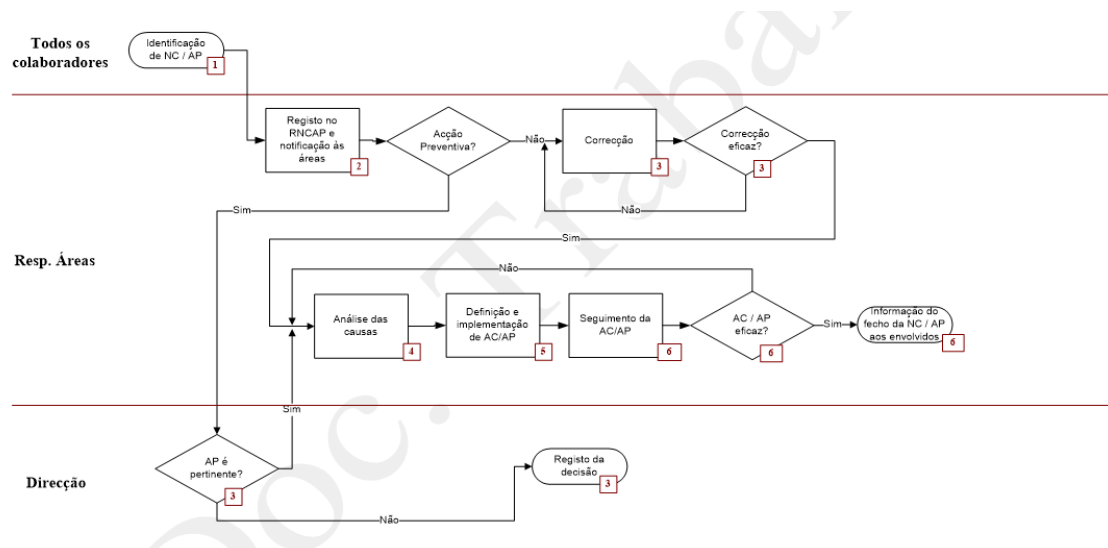 Todos os
colaboradores
Identificação
de NC / AP
1
Registo no
RNCAP e
notificação às
áreas
2
Acção
Preventiva?
Não
Correcção
3
Correcção
eficaz?
3
Não
Sim
Sim
Resp. Áreas
Não
Análise das
causas
4
Definição e
implementação
de AC/AP
5
Seguimento da
AC/AP
6
AC / AP
eficaz?
6
Sim
Informação do
fecho da NC / AP
aos envolvidos
6
Sim
Direcção
AP é
pertinente?
3
Não
Registo da
decisão
3
Doc. Traba